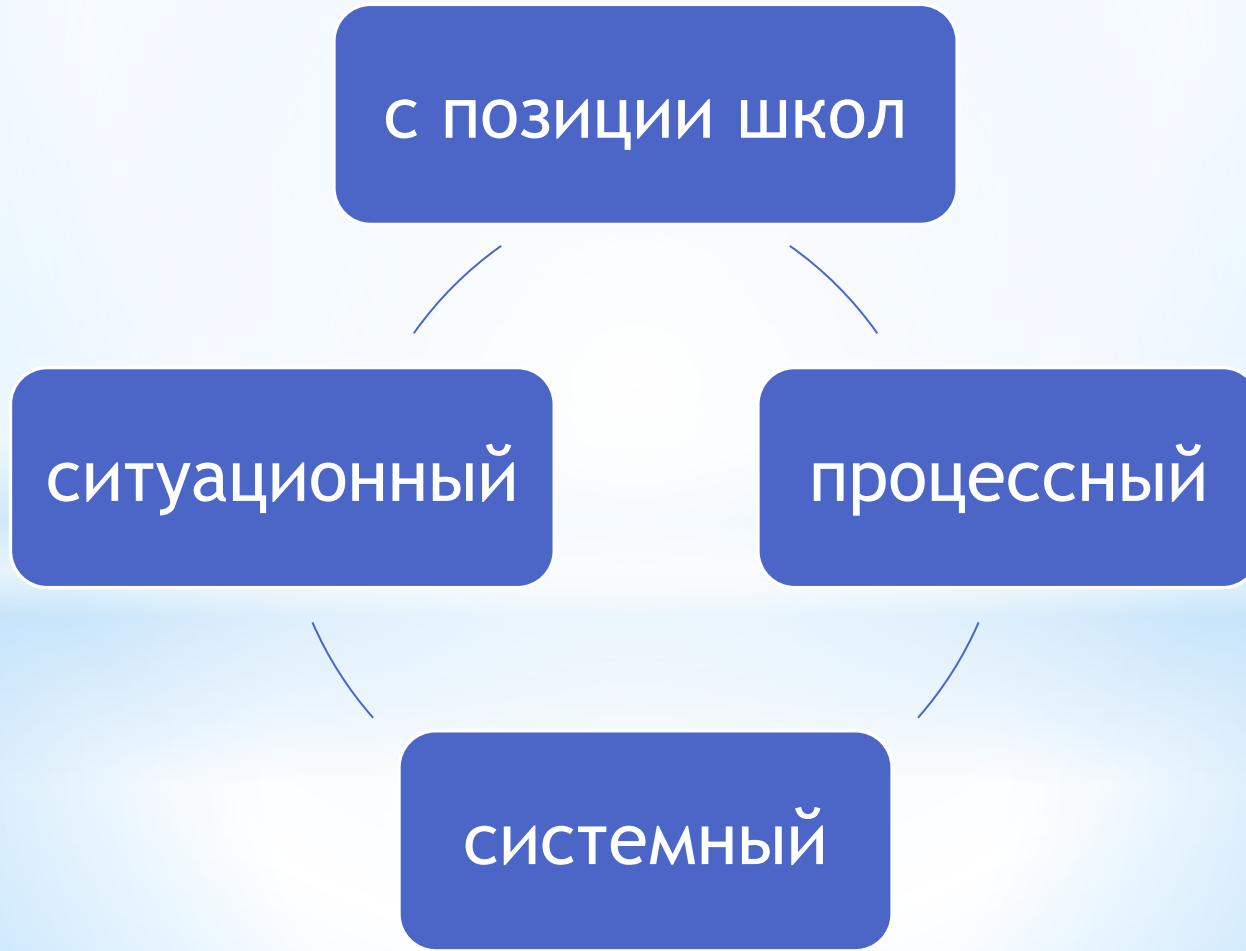 с позиции школ
ситуационный
процессный
системный